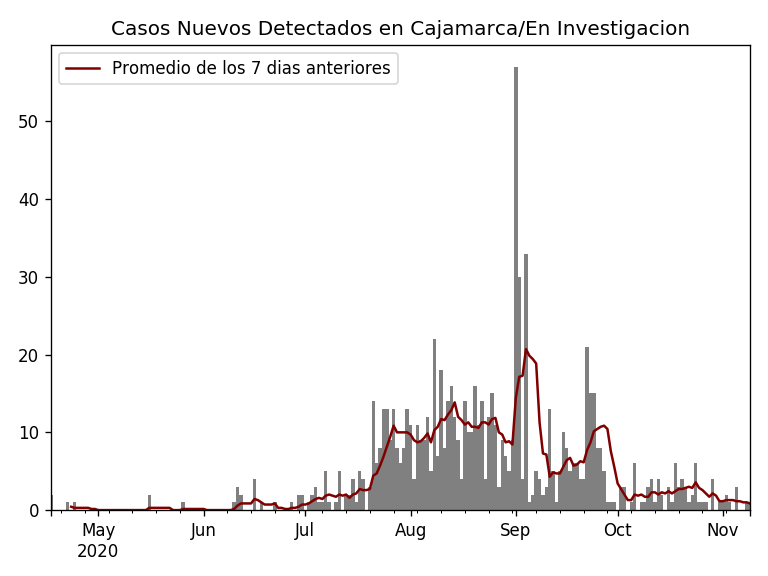 Casos Nuevos Detectados en Cajamarca/En Investigacion
Promedio de los 7 dias anteriores
50
40
30
20
10
0
May Jun Jul Aug Sep Oct Nov
2020